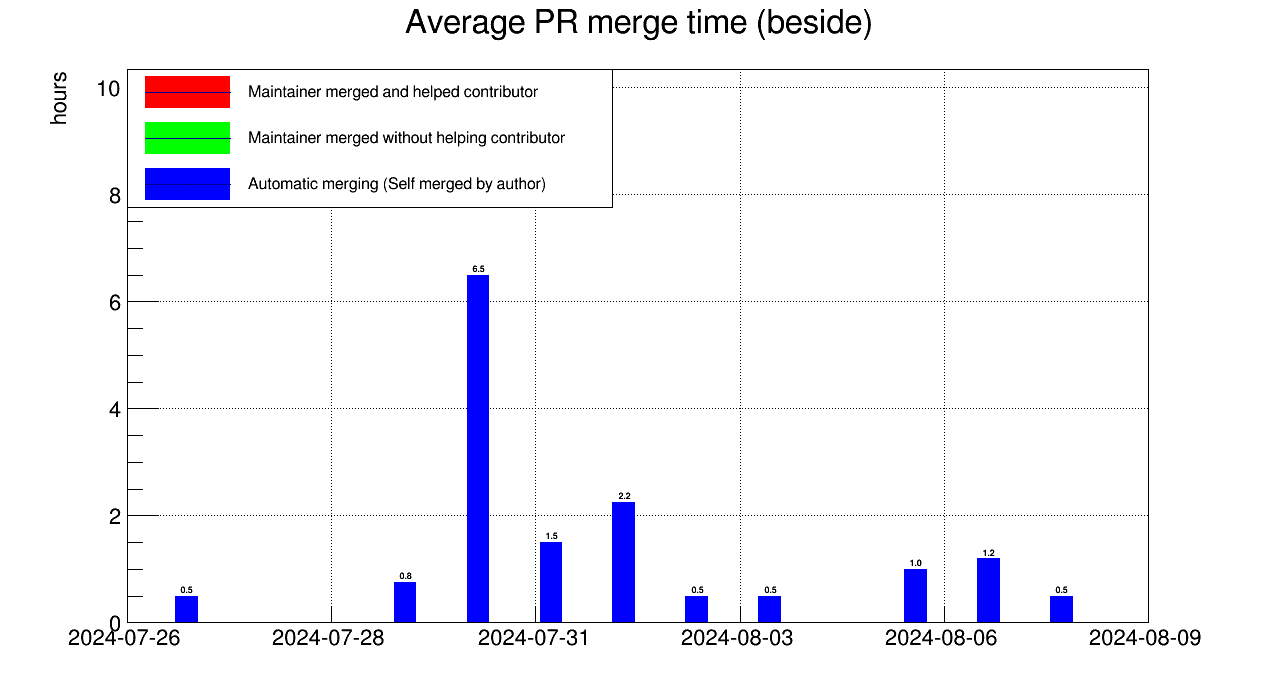 Average PR merge time (beside)
hours
10
8
6
4
2
0
Maintainer merged and helped contributor
Maintainer merged without helping contributor
Automatic merging (Self merged by author)
0.5
0.8
6.5
1.5
2.2
0.5
0.5
1.0
1.2
0.5
2024-07-26 2024-07-28 2024-07-31 2024-08-03 2024-08-06 2024-08-09